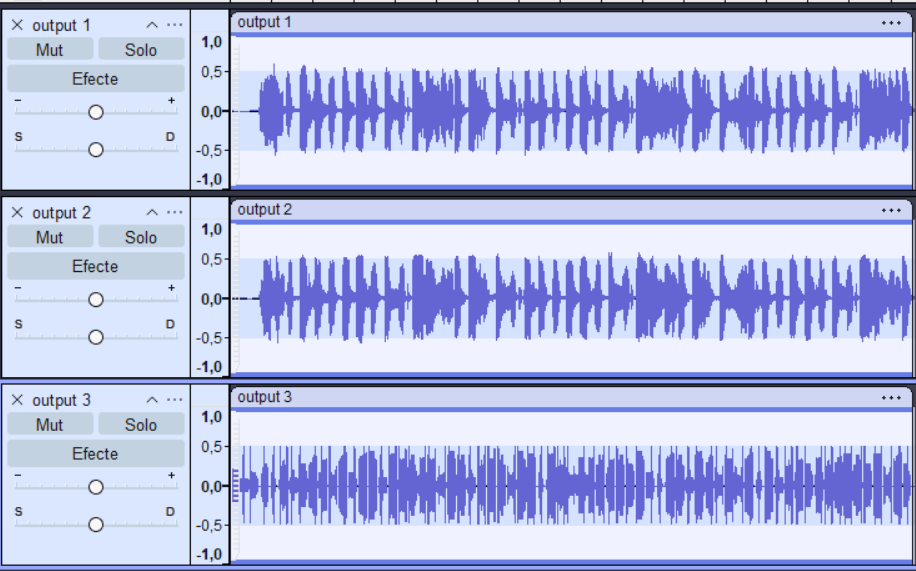 output 1
Mut Solo
Efecte
- +
S D
output 1
1,0
0,5
0,0
-0,5
-1,0
output 2
Mut Solo
Efecte
- +
S D
output 2
1,0
0,5
0,0
-0,5
-1,0
output 3
Mut Solo
Efecte
- +
S D
output 3
1,0
0,5
0,0
-0,5
-1,0